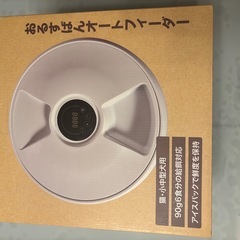 おるすばんオートフィーダー
猫・小中型犬用
90g6食分の給餌対応
アイスパックで鮮度を保持